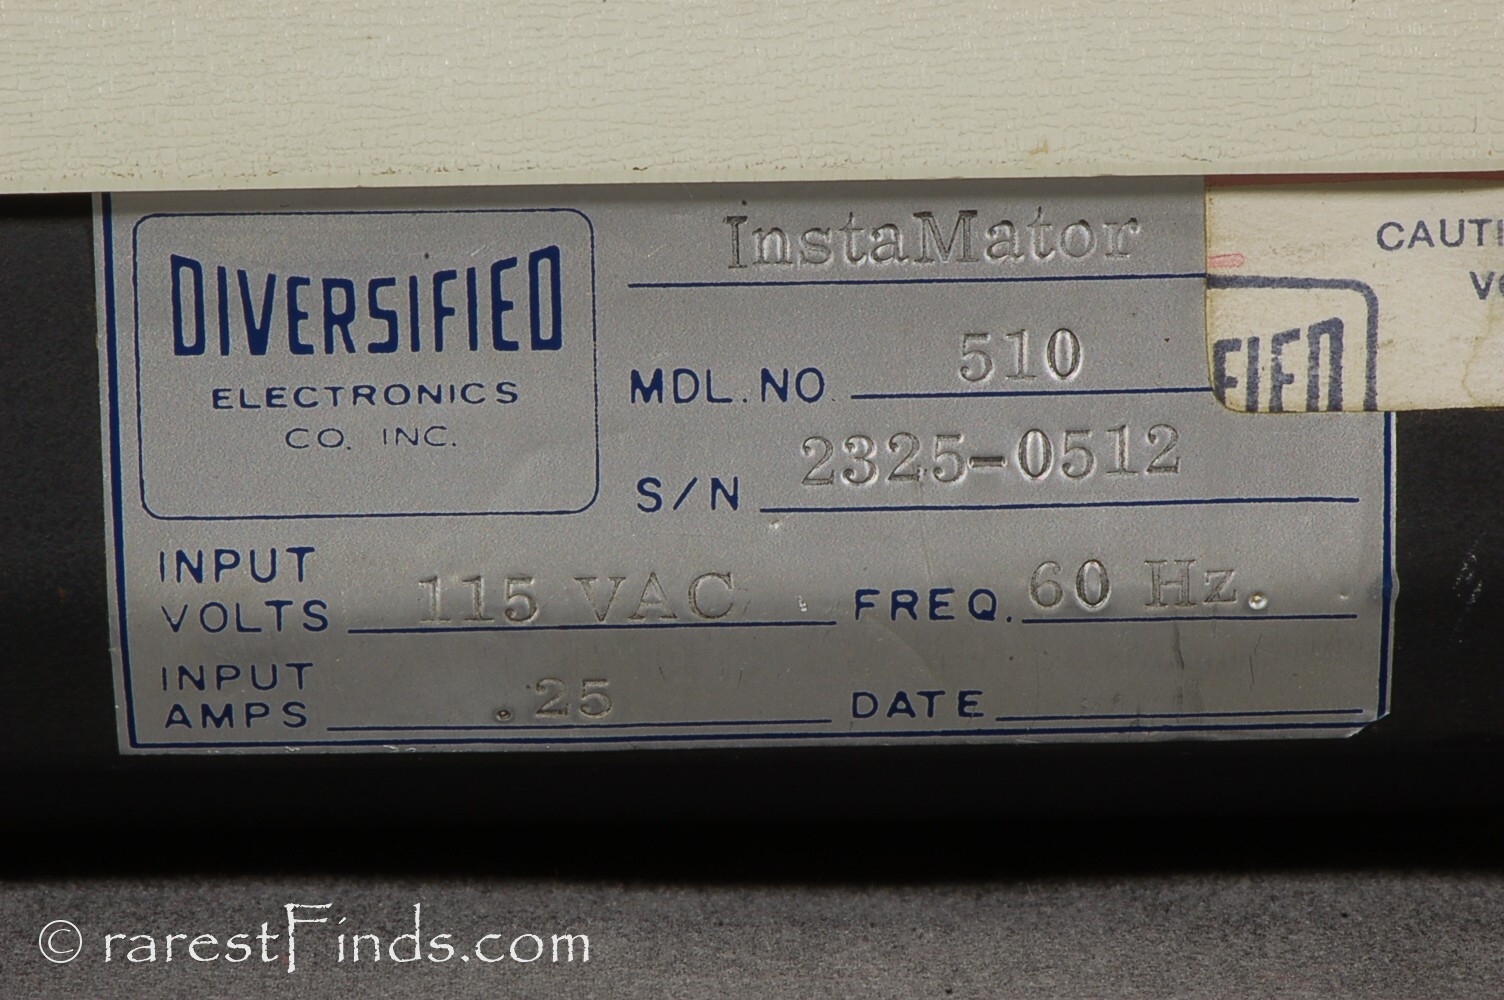 DIVERSIFIED
ELECTRONICS
CO. INC.
InstaMator
MDL. NO. 510
S/N 2325-0512
INPUT
VOLTS 115 VAC FREQ. 60 Hz.
INPUT
AMPS .25 DATE
CAUTI
VO
FIED
© rarestFinds.com